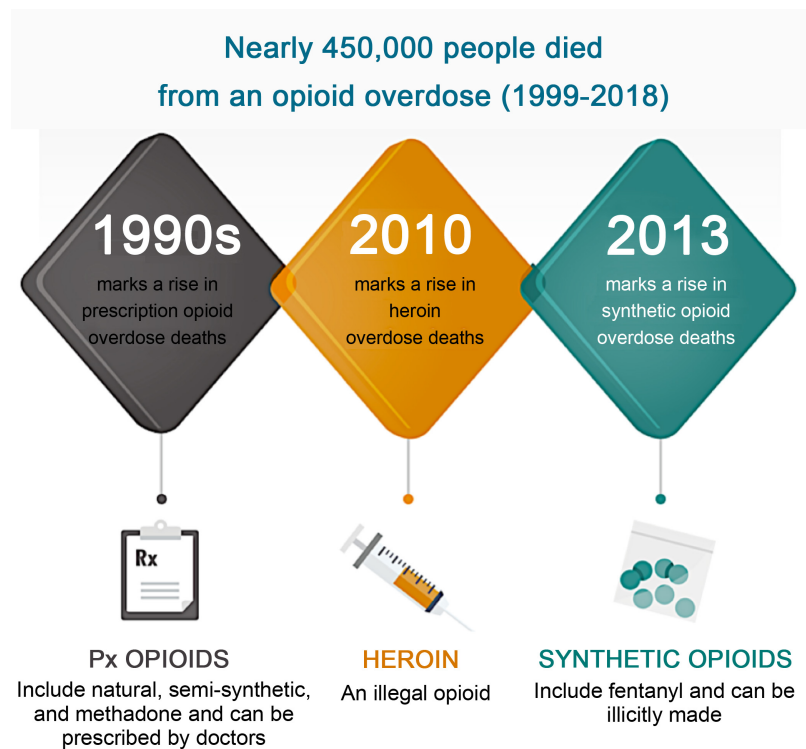 Nearly 450,000 people died
from an opioid overdose (1999-2018)
1990s
marks a rise in
prescription opioid
overdose deaths
2010
marks a rise in
heroin
overdose deaths
2013
marks a rise in
synthetic opioid
overdose deaths
Rx
Px OPIOIDS
Include natural, semi-synthetic,
and methadone and can be
prescribed by doctors
HEROIN
An illegal opioid
SYNTHETIC OPIOIDS
Include fentanyl and can be
illicitly made